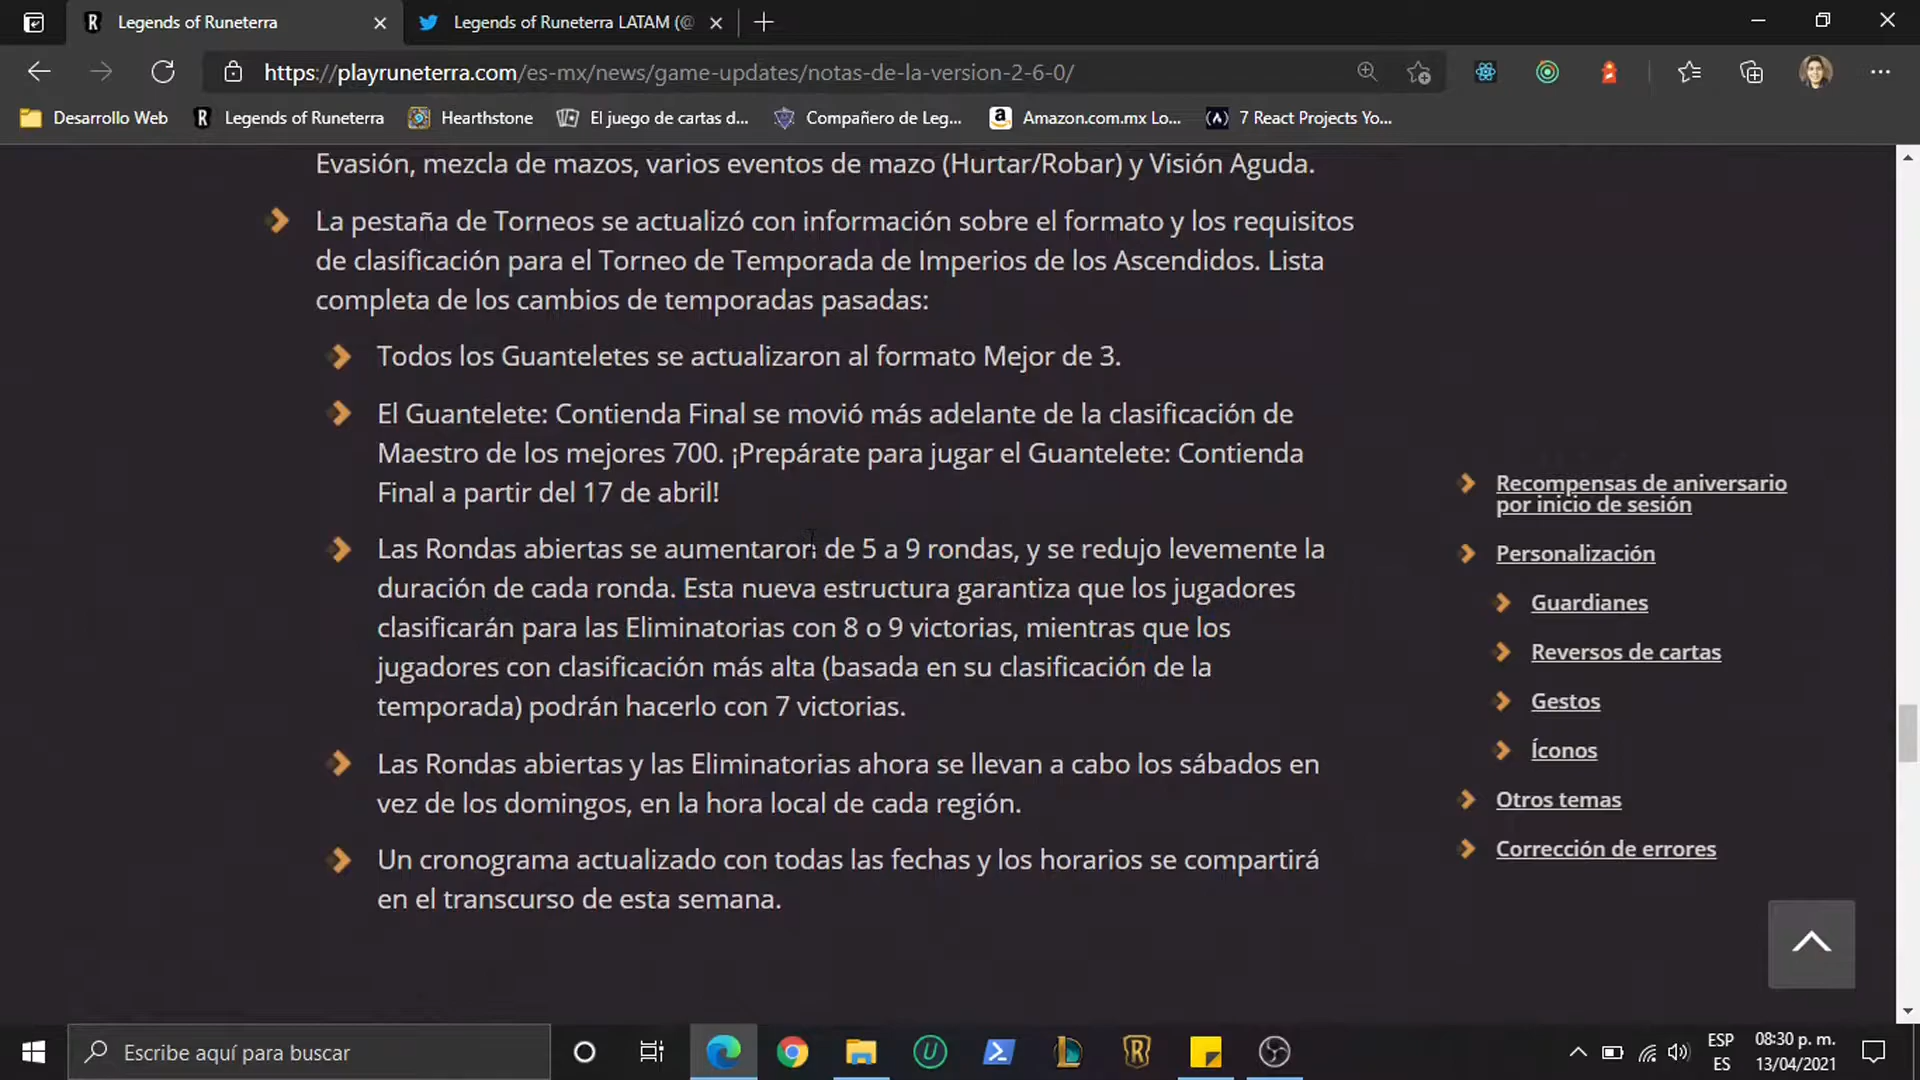 Legends of Runeterra
Legends of Runeterra LATAM (@
https://playruneterra.com/es-mx/news/game-updates/notas-de-la-version-2-6-0/
Desarrollo Web
Legends of Runeterra
Hearthstone
El juego de cartas d...
Compañero de Leg...
Amazon.com.mx Lo...
7 React Projects Yo...
Evasión, mezcla de mazos, varios eventos de mazo (Hurtar/Robar) y Visión Aguda.
La pestaña de Torneos se actualizó con información sobre el formato y los requisitos
de clasificación para el Torneo de Temporada de Imperios de los Ascendidos. Lista
completa de los cambios de temporadas pasadas:
Todos los Guanteletes se actualizaron al formato Mejor de 3.
El Guantelete: Contienda Final se movió más adelante de la clasificación de
Maestro de los mejores 700. ¡Prepárate para jugar el Guantelete: Contienda
Final a partir del 17 de abril!
Las Rondas abiertas se aumentaron de 5 a 9 rondas, y se redujo levemente la
duración de cada ronda. Esta nueva estructura garantiza que los jugadores
clasificarán para las Eliminatorias con 8 o 9 victorias, mientras que los
jugadores con clasificación más alta (basada en su clasificación de la
temporada) podrán hacerlo con 7 victorias.
Las Rondas abiertas y las Eliminatorias ahora se llevan a cabo los sábados en
vez de los domingos, en la hora local de cada región.
Un cronograma actualizado con todas las fechas y los horarios se compartirá
en el transcurso de esta semana.
Recompensas de aniversario
por inicio de sesión
Personalización
Guardianes
Reversos de cartas
Gestos
Íconos
Otros temas
Corrección de errores
Escribe aquí para buscar
ESP
ES
08:30 p. m.
13/04/2021